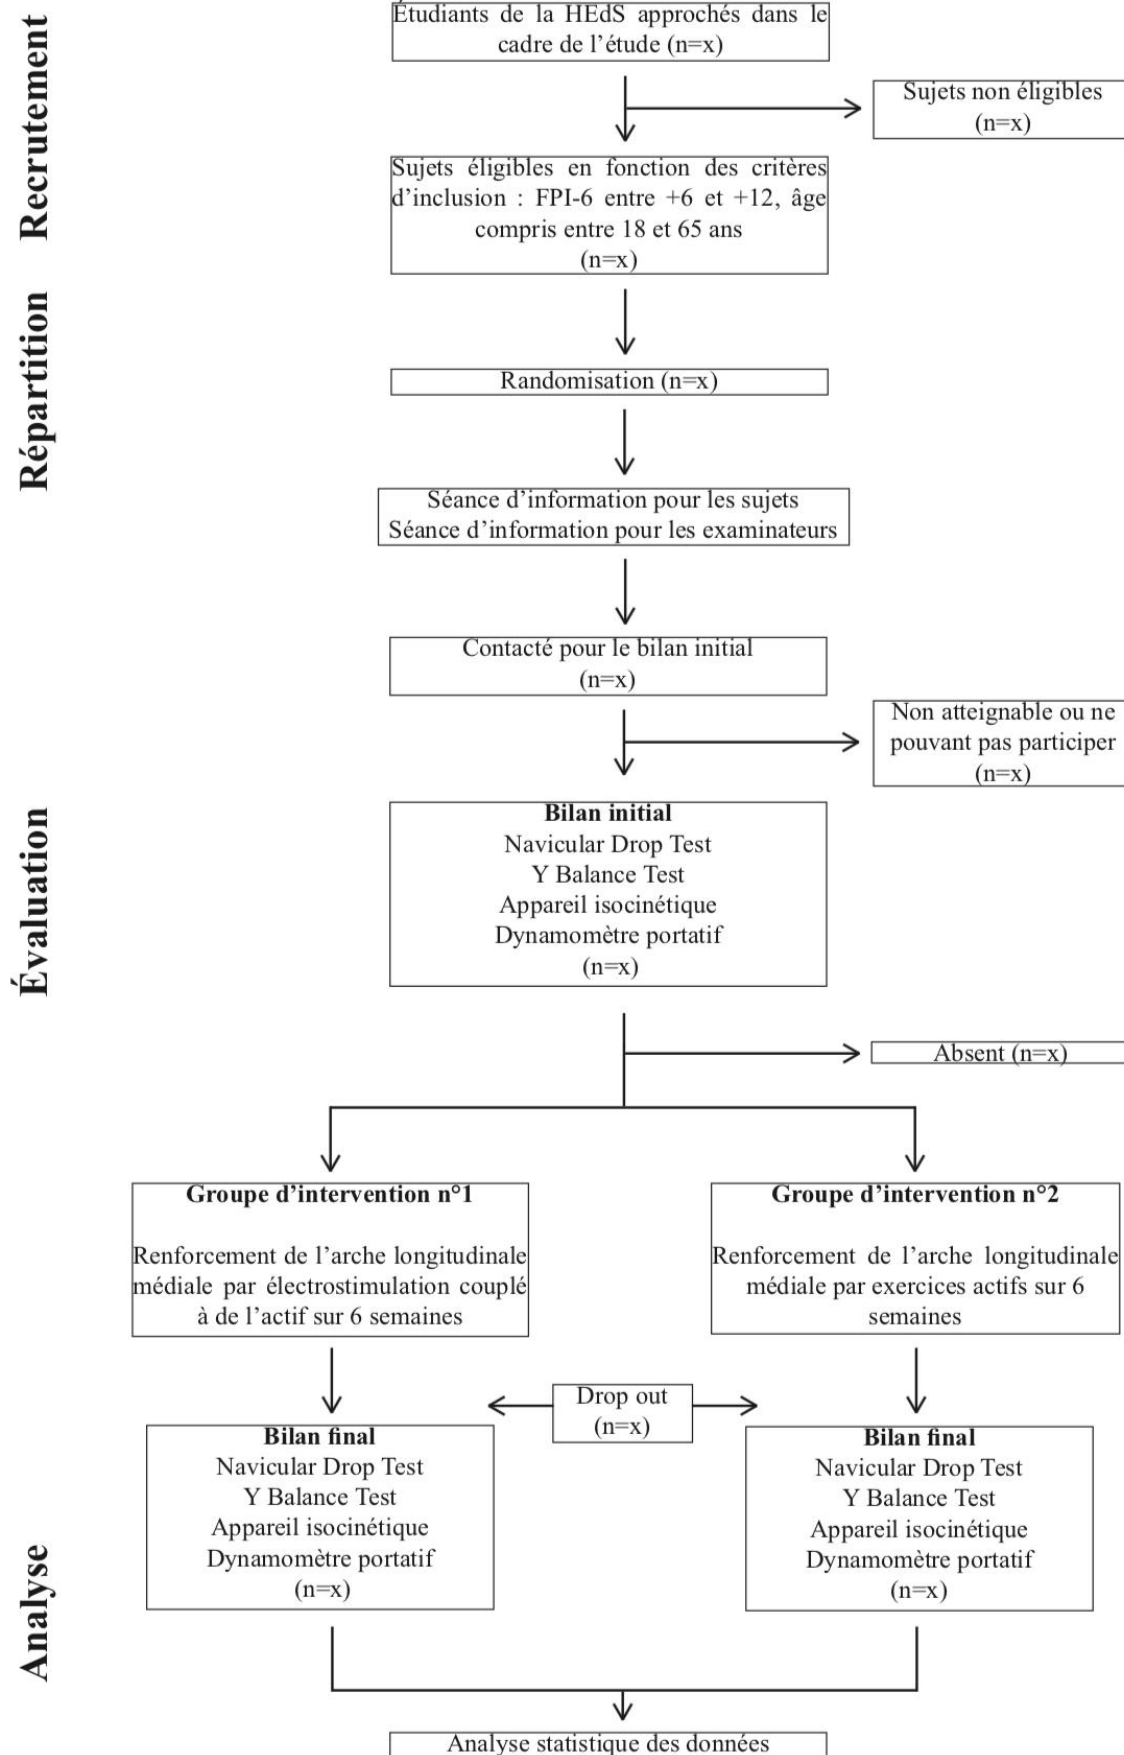 Recrutement
Étudiants de la HEdS approchés dans le
cadre de l’étude (n=x)
Sujets non éligibles
(n=x)
Sujets éligibles en fonction des critères
d’inclusion : FPI-6 entre +6 et +12, âge
compris entre 18 et 65 ans
(n=x)
Répartition
Randomisation (n=x)
Séance d’information pour les sujets
Séance d’information pour les examinateurs
Contacté pour le bilan initial
(n=x)
Non atteignable ou ne
pouvant pas participer
(n=x)
Évaluation
Bilan initial
Navicular Drop Test
Y Balance Test
Appareil isocinétique
Dynamomètre portatif
(n=x)
Absent (n=x)
Groupe d’intervention n°1
Renforcement de l’arche longitudinale
médiale par électrostimulation couplé
à de l’actif sur 6 semaines
Groupe d’intervention n°2
Renforcement de l’arche longitudinale
médiale par exercices actifs sur 6
semaines
Drop out
(n=x)
Analyse
Bilan final
Navicular Drop Test
Y Balance Test
Appareil isocinétique
Dynamomètre portatif
(n=x)
Bilan final
Navicular Drop Test
Y Balance Test
Appareil isocinétique
Dynamomètre portatif
(n=x)
Analyse statistique des données